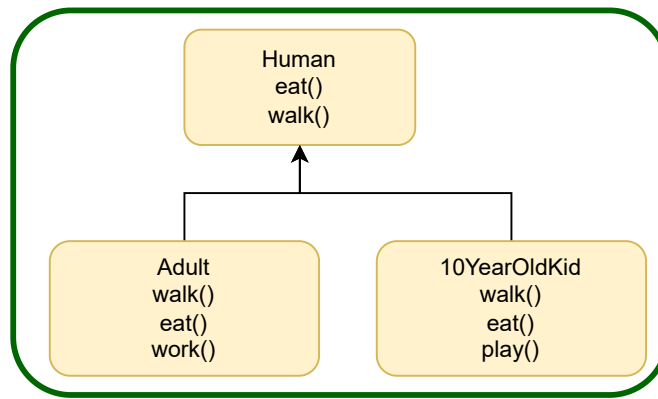 Human
eat()
walk()
Adult
walk()
eat()
work()
10YearOldKid
walk()
eat()
play()